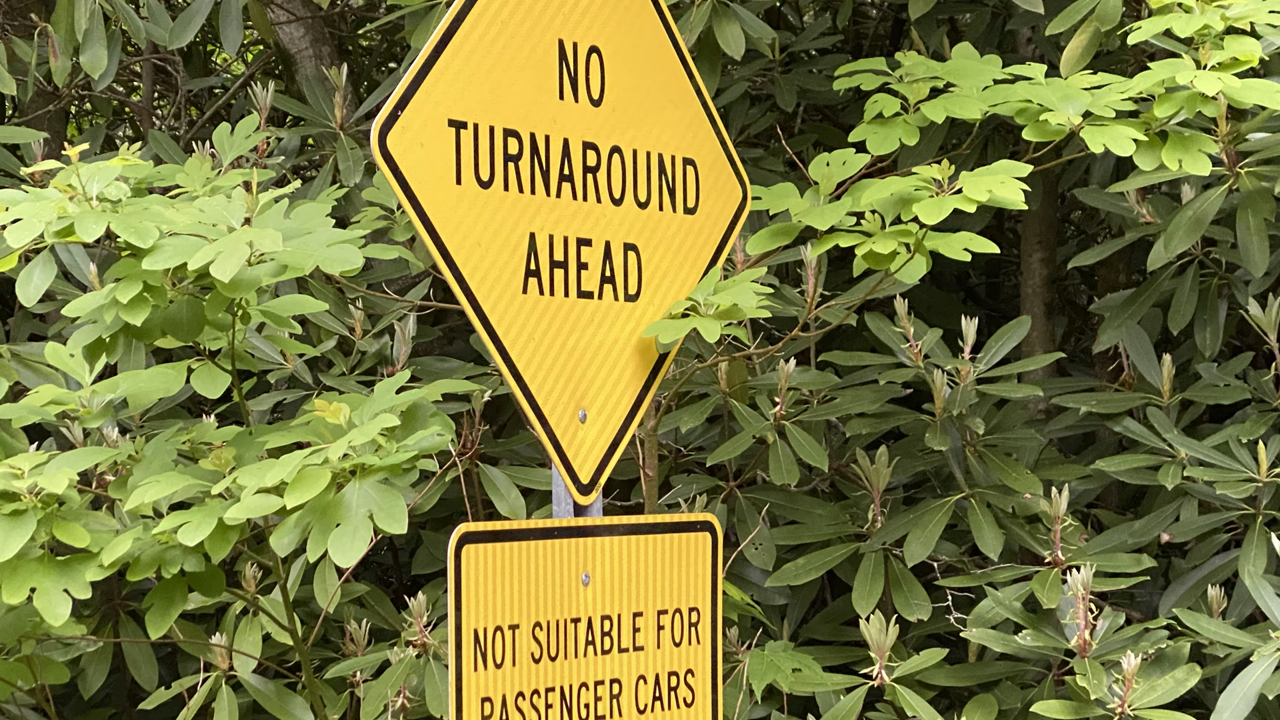 NO
TURNAROUND
AHEAD
NOT SUITABLE FOR
PASSENGER CARS